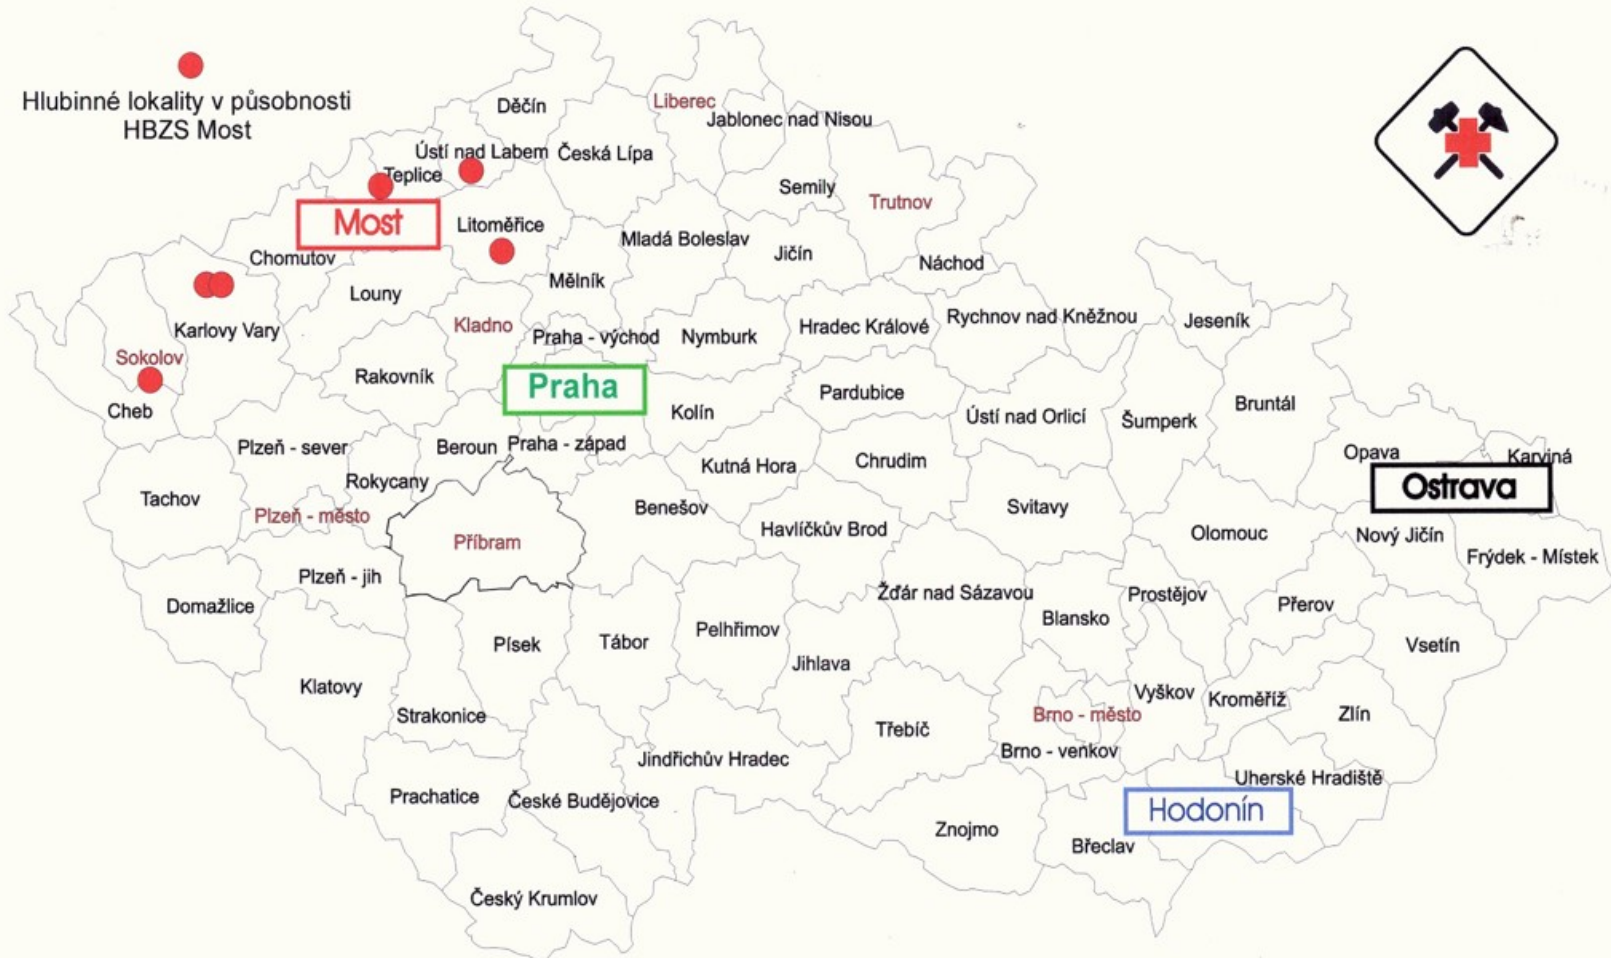 Hlubinné lokality v působnosti
HBZS Most
Děčín
Liberec
Jablonec nad Nisou
Ústí nad Labem
Česká Lípa
Teplice
Semily
Trutnov
Most
Litoměřice
Mladá Boleslav
Jičín
Náchod
Chomutov
Mělník
Louny
Karlovy Vary
Kladno
Praha - východ
Nymburk
Hradec Králové
Rychnov nad Kněžnou
Jeseník
Sokolov
Rakovník
Praha
Kolín
Pardubice
Ústí nad Orlicí
Šumperk
Bruntál
Cheb
Plzeň - sever
Beroun
Praha - západ
Kutná Hora
Chrudim
Opava
Karviná
Rokycany
Ostrava
Tachov
Plzeň - město
Benešov
Svitavy
Příbram
Havlíčkův Brod
Olomouc
Nový Jičín
Frýdek - Místek
Plzeň - jih
Domažlice
Žďár nad Sázavou
Prostějov
Přerov
Blansko
Písek
Tábor
Pelhřimov
Vsetín
Jihlava
Klatovy
Vyškov
Kroměříž
Strakonice
Brno - město
Zlín
Třebíč
Brno - venkov
Jindřichův Hradec
Uherské Hradiště
Prachatice
České Budějovice
Hodonín
Znojmo
Břeclav
Český Krumlov